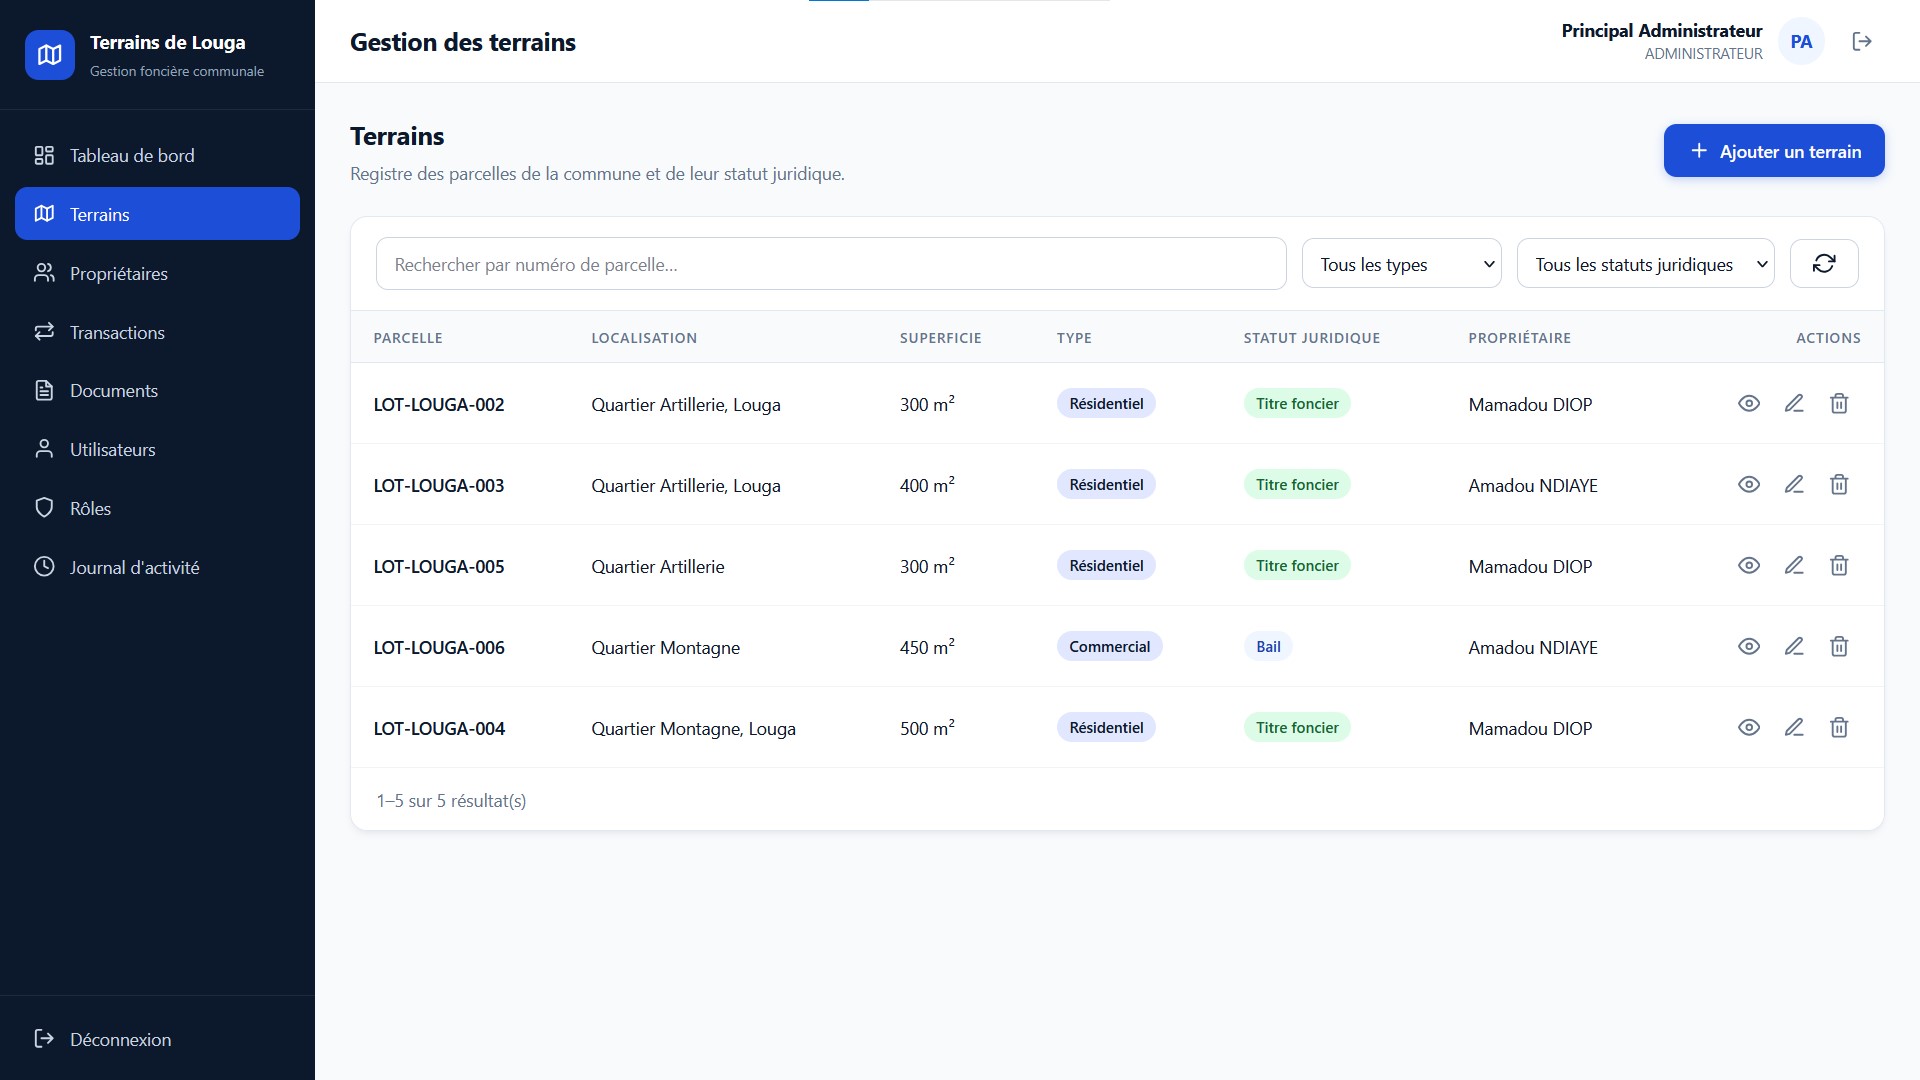 Terrains de Louga
Gestion foncière communale
Tableau de bord
Terrains
Propriétaires
Transactions
Documents
Utilisateurs
Rôles
Journal d'activité
Déconnexion
Gestion des terrains
Principal Administrateur
ADMINISTRATEUR
PA
Terrains
Registre des parcelles de la commune et de leur statut juridique.
Ajouter un terrain
Rechercher par numéro de parcelle...
Tous les types
Tous les statuts juridiques
PARCELLE LOCALISATION SUPERFICIE TYPE STATUT JURIDIQUE PROPRIÉTAIRE ACTIONS
LOT-LOUGA-002 Quartier Artillerie, Louga 300 m² Résidentiel Titre foncier Mamadou DIOP
LOT-LOUGA-003 Quartier Artillerie, Louga 400 m² Résidentiel Titre foncier Amadou NDIAYE
LOT-LOUGA-005 Quartier Artillerie 300 m² Résidentiel Titre foncier Mamadou DIOP
LOT-LOUGA-006 Quartier Montagne 450 m² Commercial Bail Amadou NDIAYE
LOT-LOUGA-004 Quartier Montagne, Louga 500 m² Résidentiel Titre foncier Mamadou DIOP
1–5 sur 5 résultat(s)